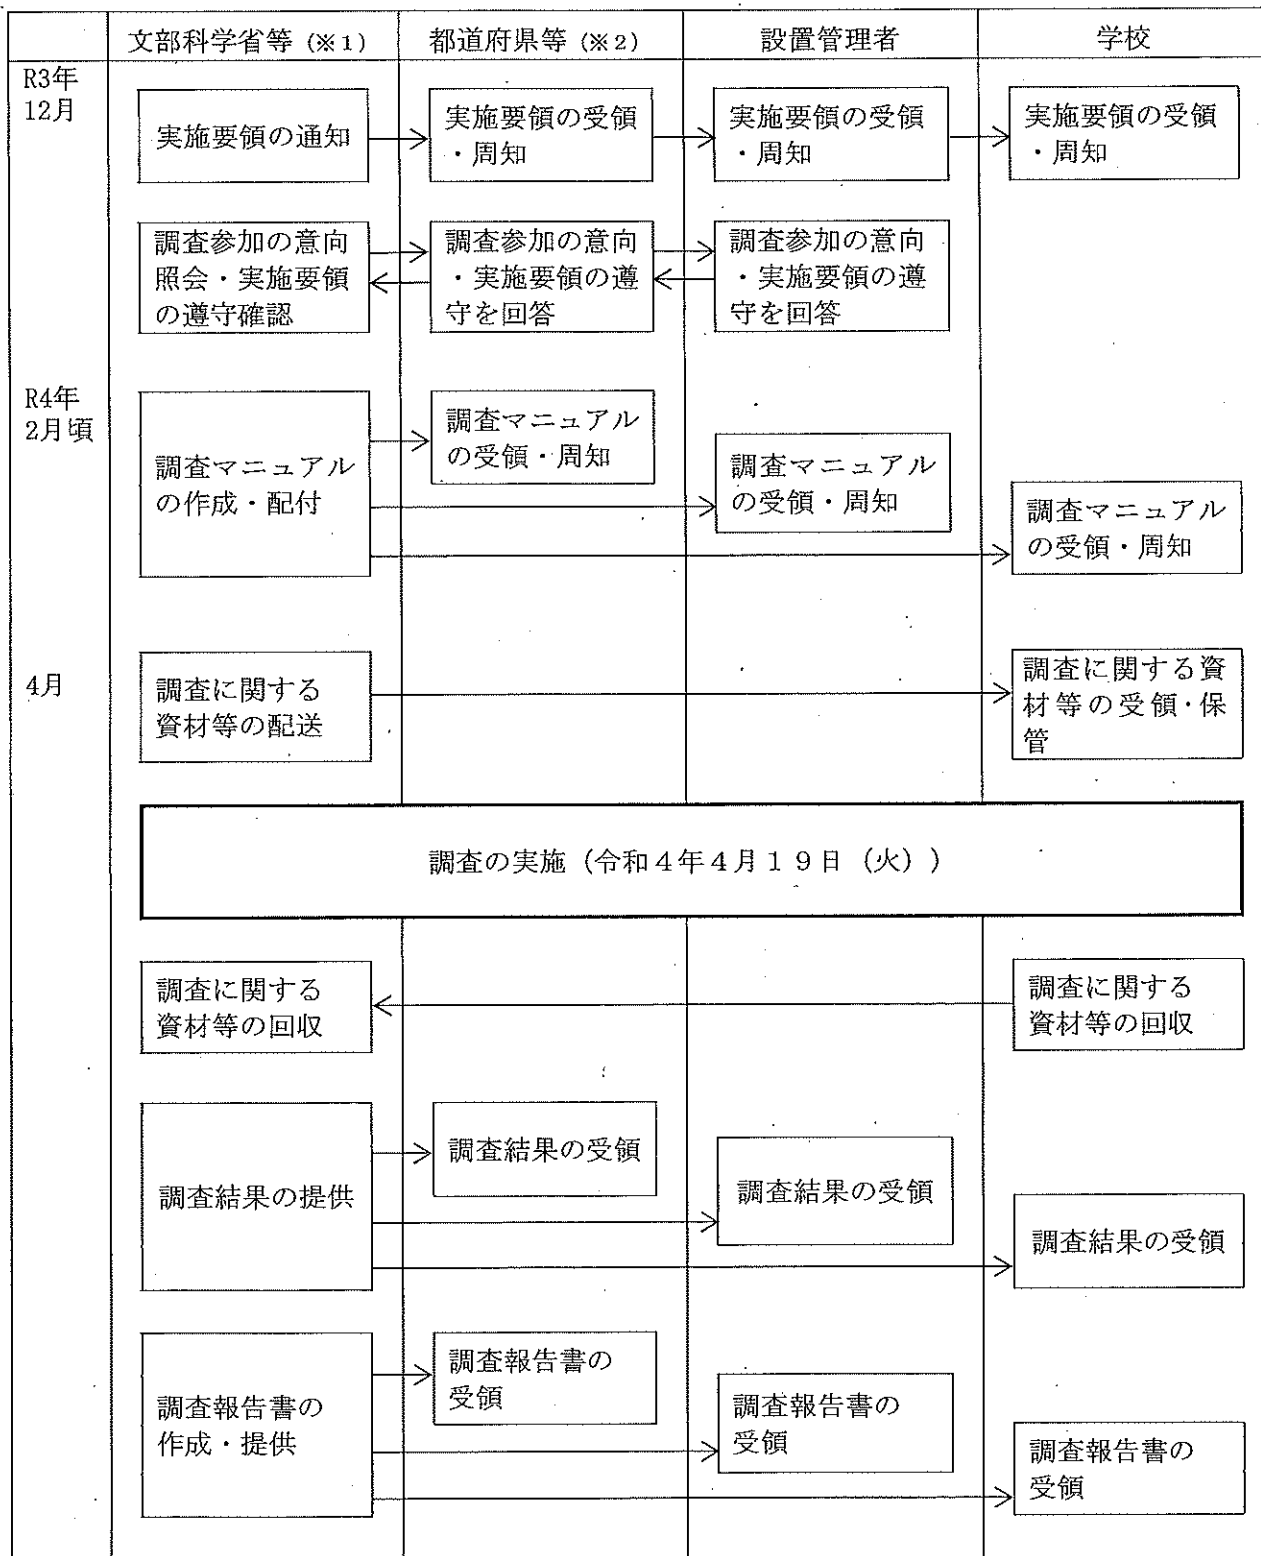 文部科学省等（※1）
都道府県等（※2）
設置管理者
学校
R3年
12月
実施要領の通知
実施要領の受領
・周知
実施要領の受領
・周知
実施要領の受領
・周知
調査参加の意向
照会・実施要領
の遵守確認
調査参加の意向
・実施要領の遵
守を回答
調査参加の意向
・実施要領の遵
守を回答
R4年
2月頃
調査マニュアル
の作成・配付
調査マニュアル
の受領・周知
調査マニュアル
の受領・周知
調査マニュアル
の受領・周知
4月
調査に関する
資材等の配送
調査に関する資
材等の受領・保
管
調査の実施（令和４年４月１９日（火））
調査に関する
資材等の回収
調査に関する
資材等の回収
調査結果の提供
調査結果の受領
調査結果の受領
調査結果の受領
調査報告書の
作成・提供
調査報告書の
受領
調査報告書の
受領
調査報告書の
受領